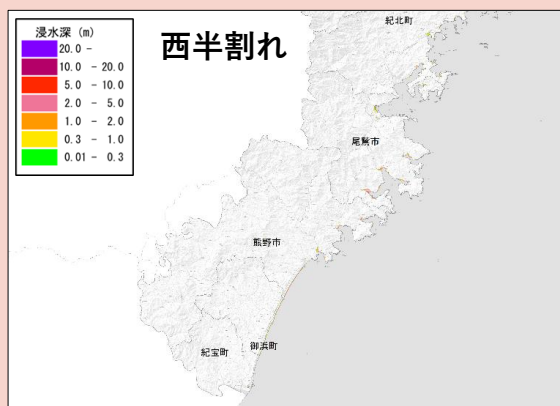 浸水深 (m)
20.0 -
10.0 - 20.0
5.0 - 10.0
2.0 - 5.0
1.0 - 2.0
0.3 - 1.0
0.01 - 0.3
西半割れ
紀北町
尾鷲市
熊野市
御浜町
紀宝町